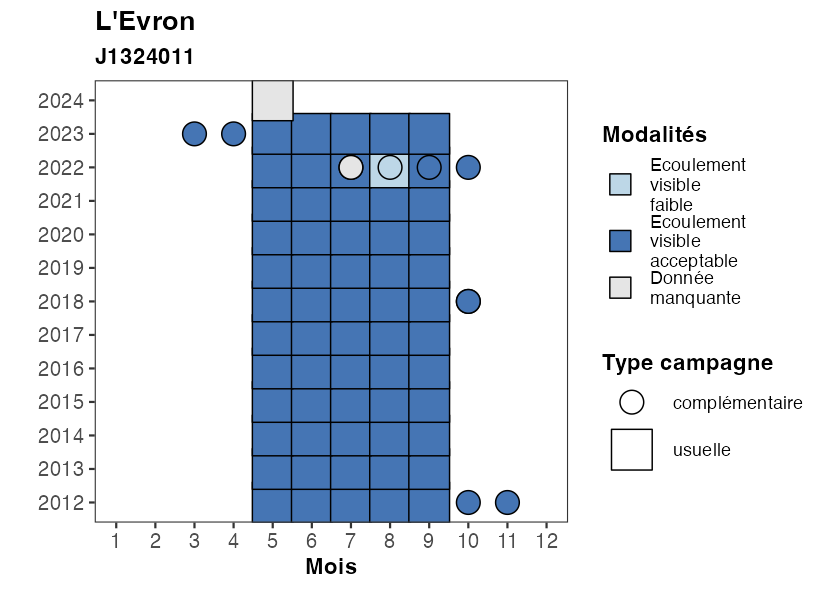 L'Evron
J1324011
2024
2023
2022
2021
2020
2019
2018
2017
2016
2015
2014
2013
2012
1 2 3 4 5 6 7 8 9 10 11 12
Mois
Modalités
Ecoulement
visible
faible
Ecoulement
visible
acceptable
Donnée
manquante
Type campagne
complémentaire
usuelle